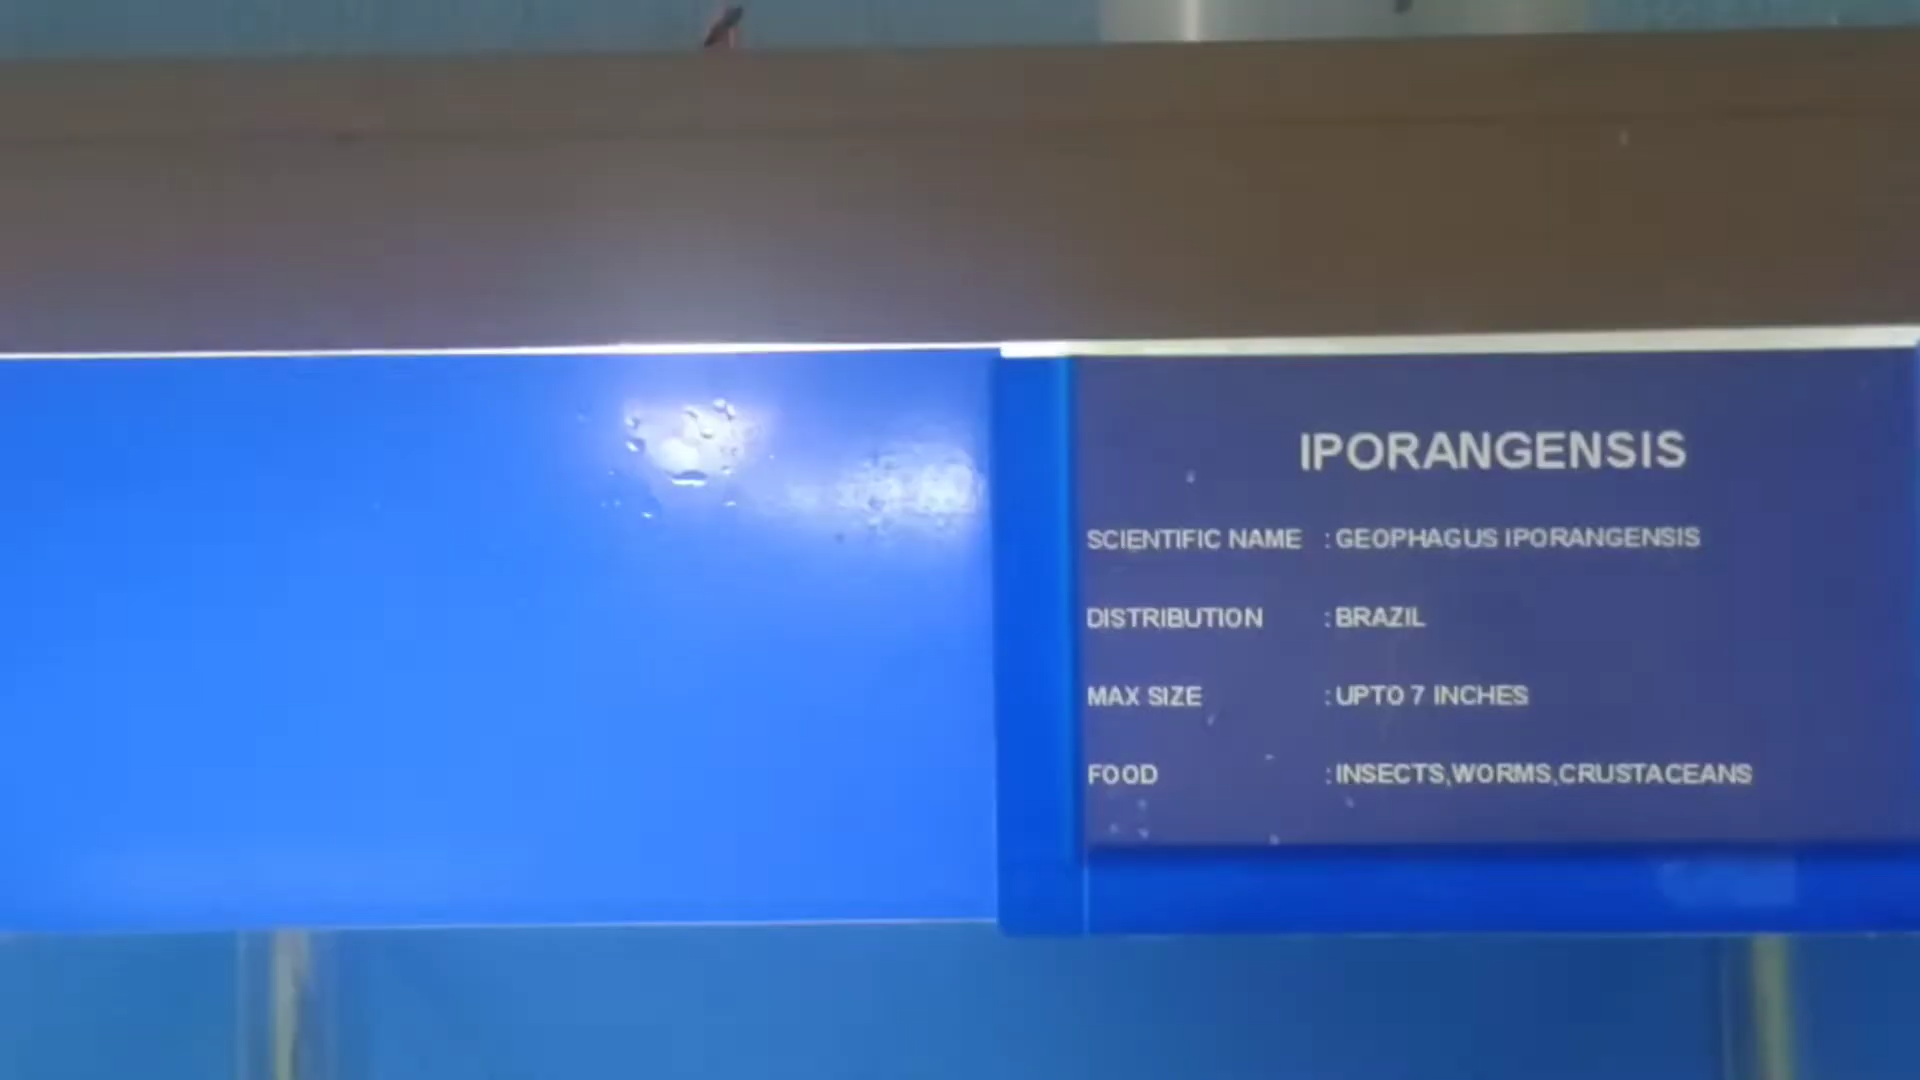 IPORANGENSIS
SCIENTIFIC NAME : GEOPHAGUS IPORANGENSIS
DISTRIBUTION : BRAZIL
MAX SIZE : UPTO 7 INCHES
FOOD : INSECTS,WORMS,CRUSTACEANS